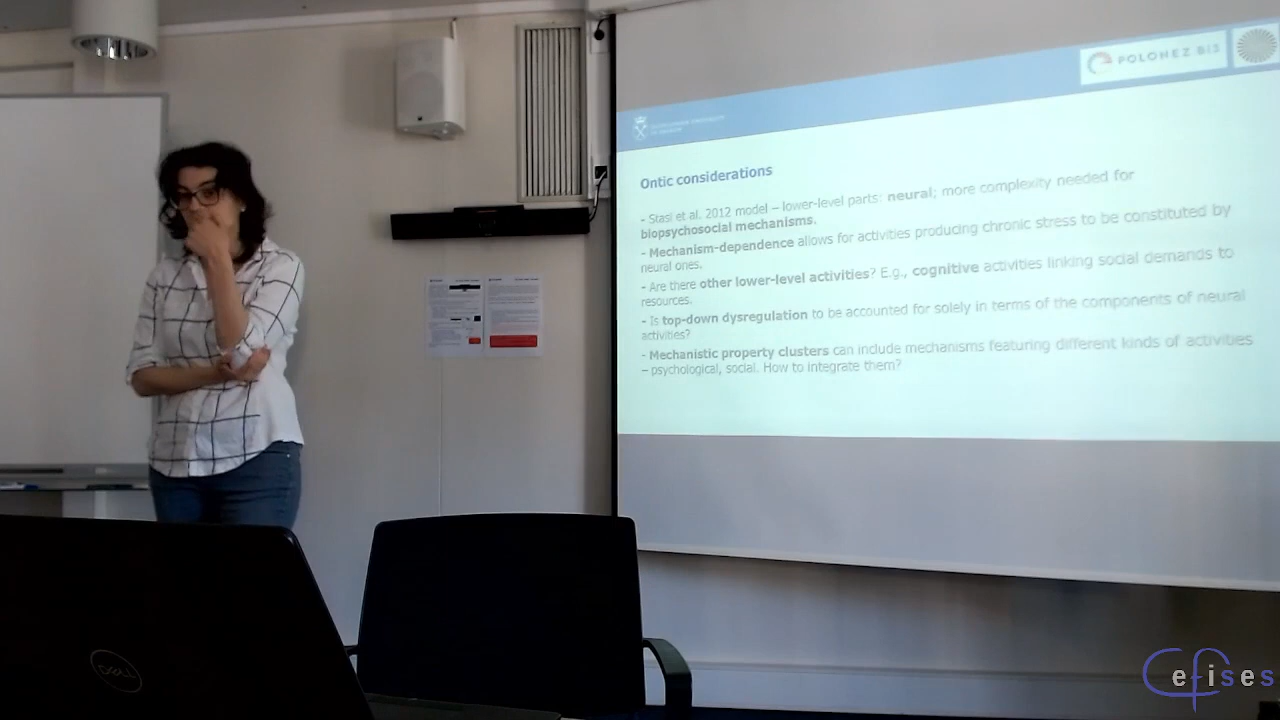 POLONEZ BIS
Ontic considerations
- Stasi et al. 2012 model – lower-level parts: neural; more complexity needed for
biopsychosocial mechanisms.
- Mechanism-dependence allows for activities producing chronic stress to be constituted by
neural ones.
- Are there other lower-level activities? E.g., cognitive activities linking social demands to
resources.
- Is top-down dysregulation to be accounted for solely in terms of the components of neural
activities?
- Mechanistic property clusters can include mechanisms featuring different kinds of activities
– psychological, social. How to integrate them?
DELL
Cefises